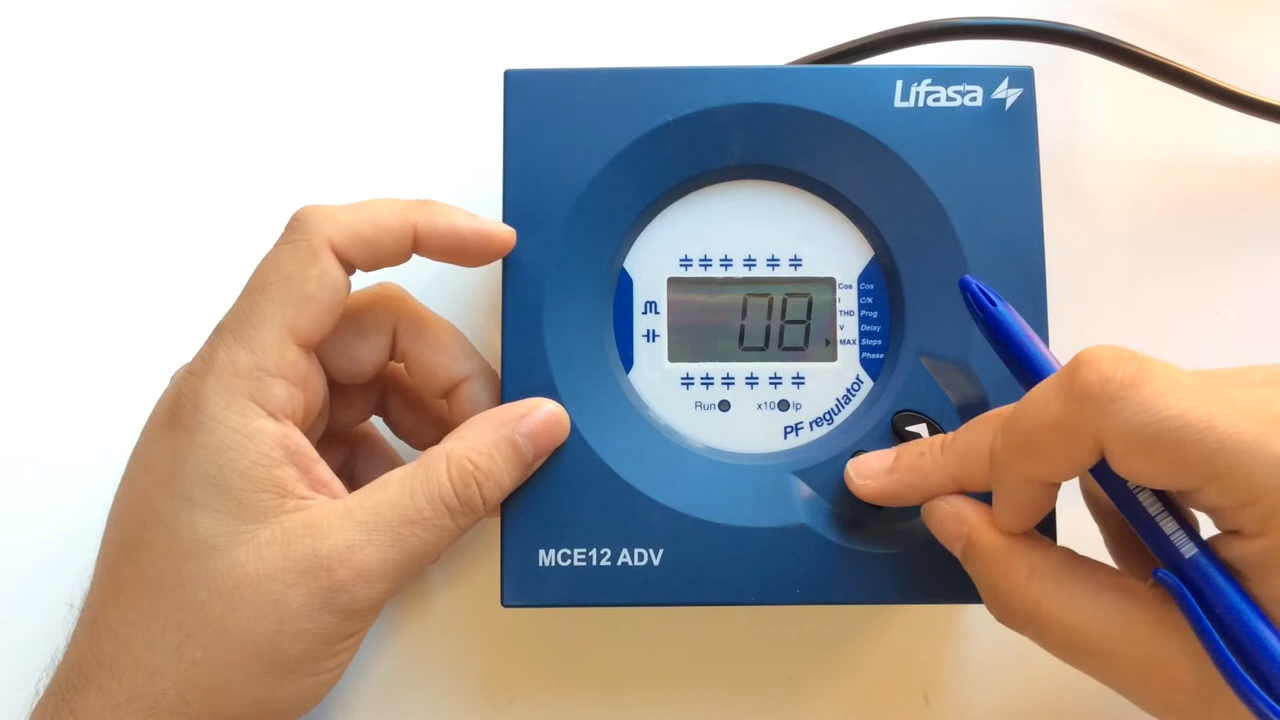 Lifasa
Cos Cos
I C/K
THD Prog
V Delay
MAX Steps
Phase
08
Run x10 Ip
PF regulator
MCE12 ADV